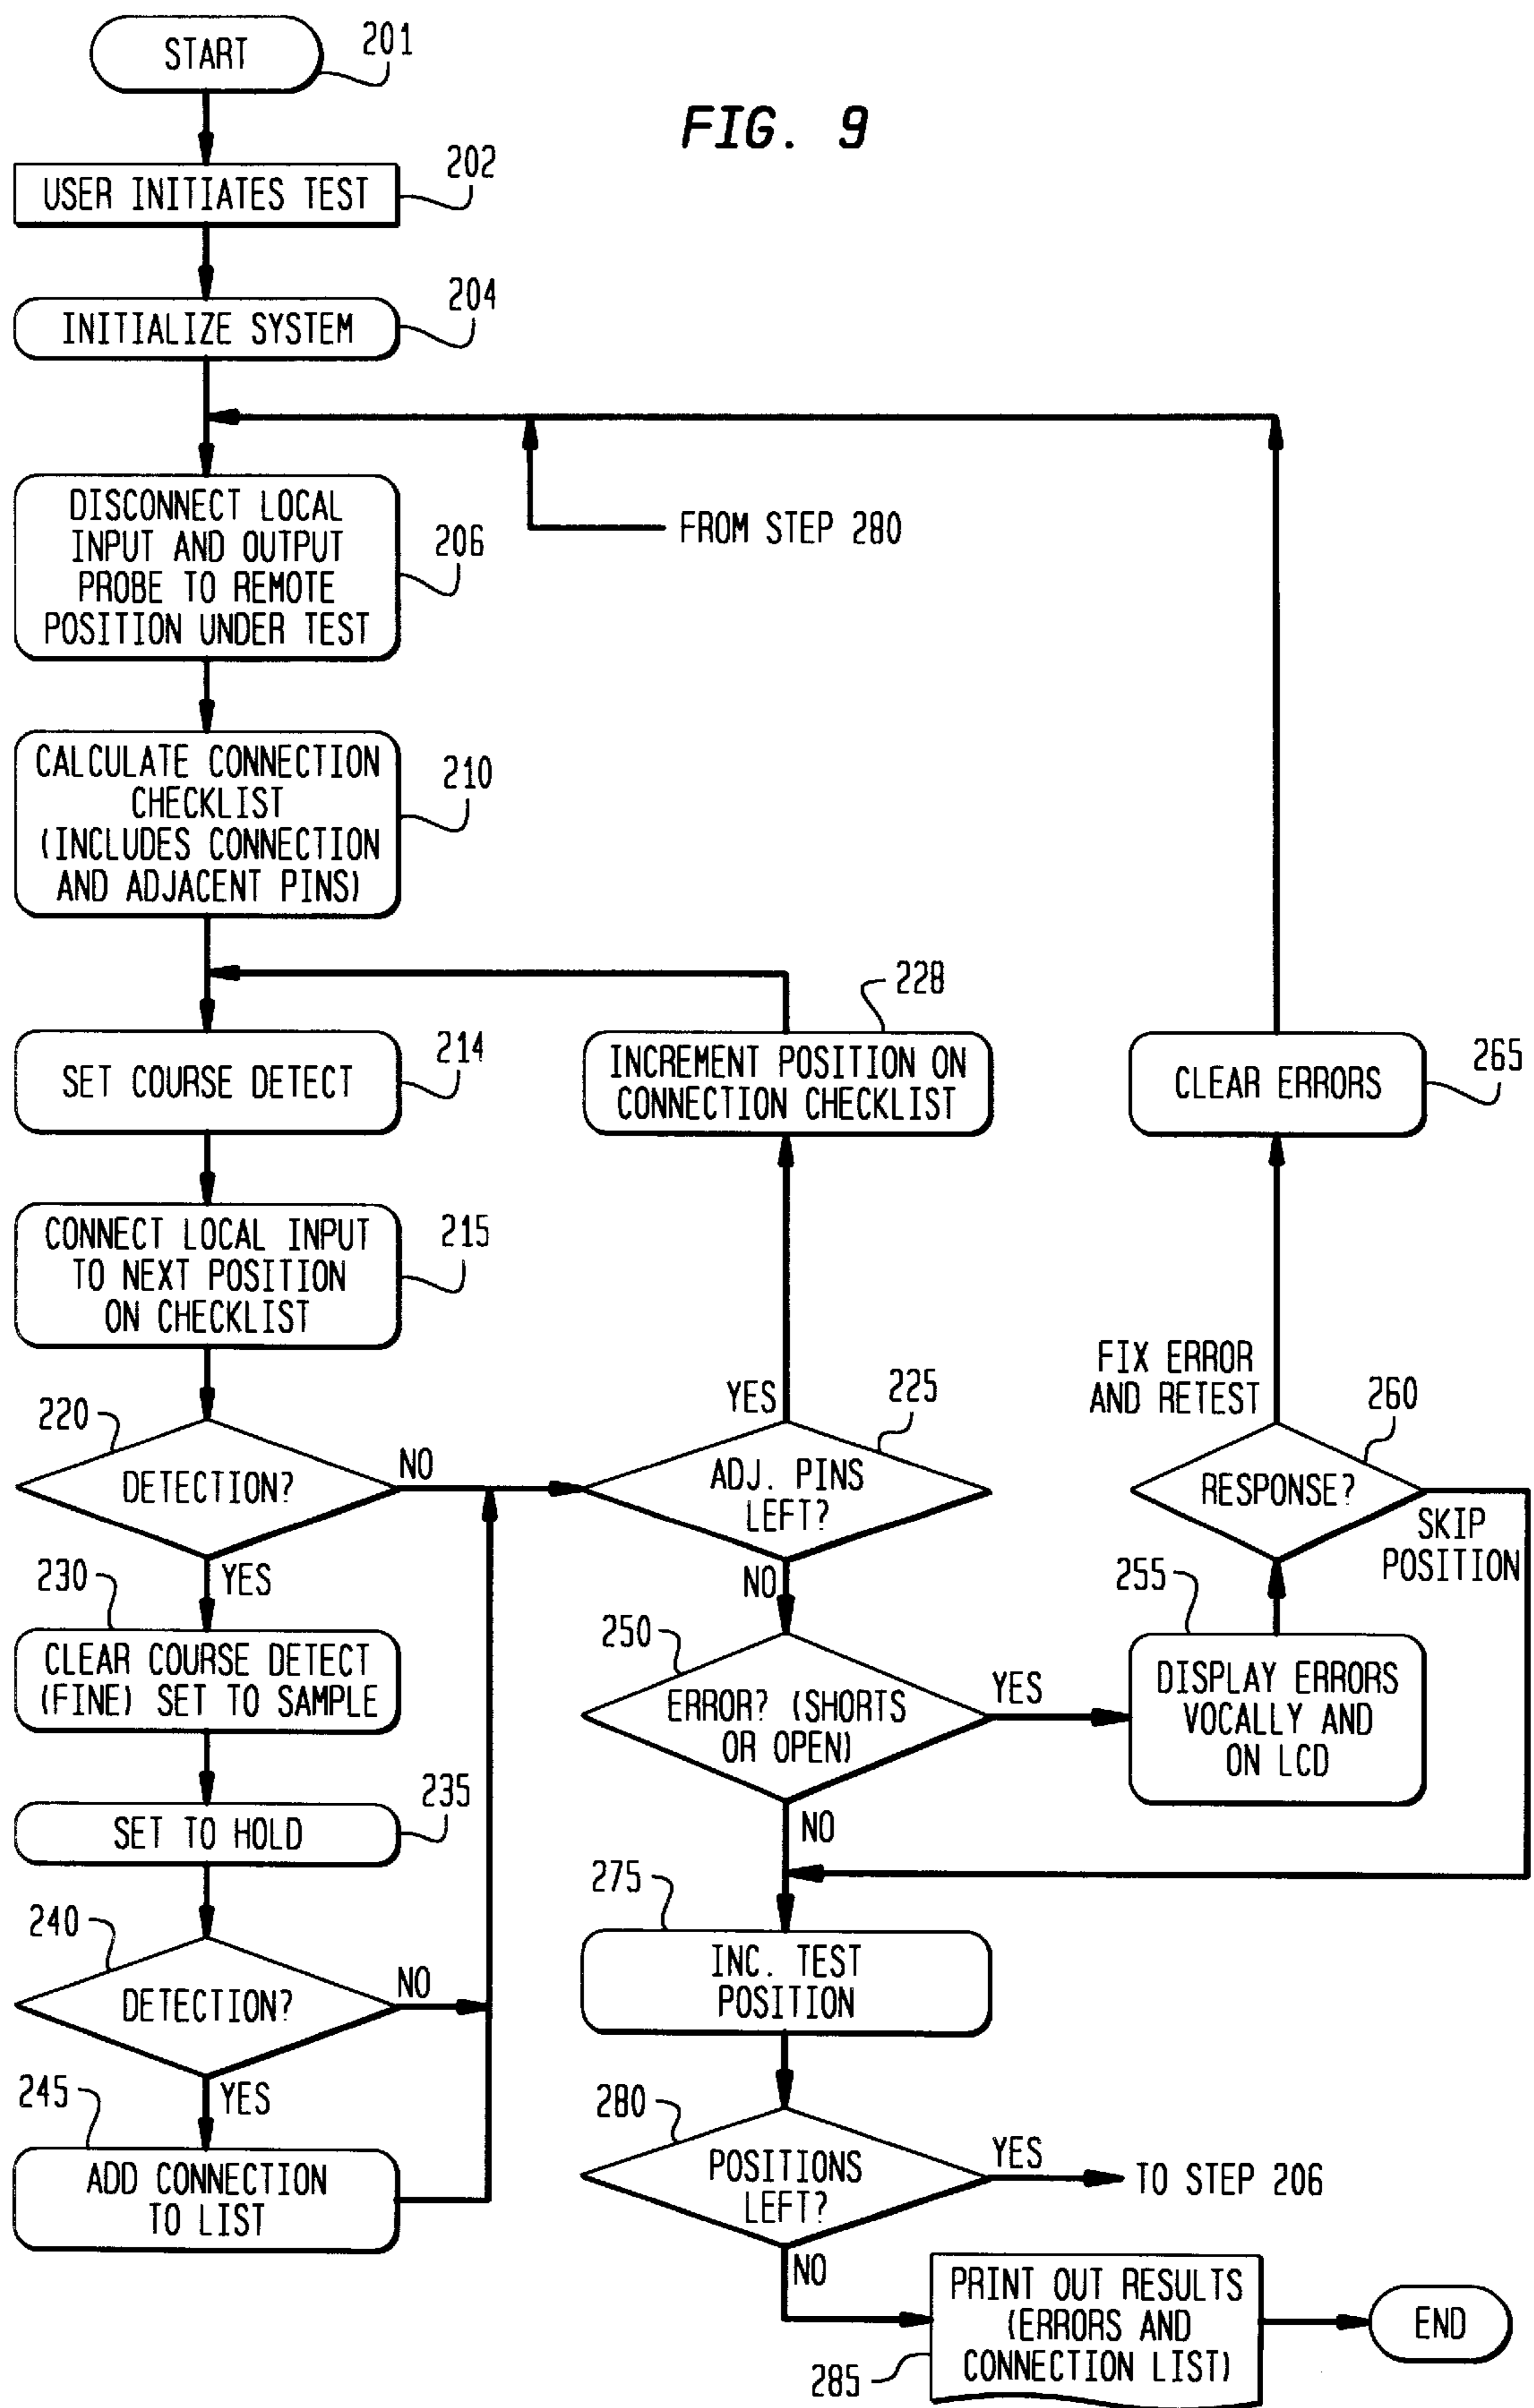 START
201
FIG. 9
USER INITIATES TEST
202
INITIALIZE SYSTEM
204
DISCONNECT LOCAL
INPUT AND OUTPUT
PROBE TO REMOTE
POSITION UNDER TEST
206
FROM STEP 280
CALCULATE CONNECTION
CHECKLIST
(INCLUDES CONNECTION
AND ADJACENT PINS)
210
SET COURSE DETECT
214
228
INCREMENT POSITION ON
CONNECTION CHECKLIST
CLEAR ERRORS
265
CONNECT LOCAL INPUT
TO NEXT POSITION
ON CHECKLIST
215
220
DETECTION?
NO
YES
YES
225
ADJ. PINS
LEFT?
NO
FIX ERROR
AND RETEST
260
RESPONSE?
SKIP
POSITION
230
CLEAR COURSE DETECT
(FINE) SET TO SAMPLE
250
ERROR? (SHORTS
OR OPEN)
YES
NO
255
DISPLAY ERRORS
VOCALLY AND
ON LCD
SET TO HOLD
235
240
DETECTION?
NO
YES
275
INC. TEST
POSITION
245
ADD CONNECTION
TO LIST
280
POSITIONS
LEFT?
YES
TO STEP 206
NO
PRINT OUT RESULTS
(ERRORS AND
CONNECTION LIST)
285
END